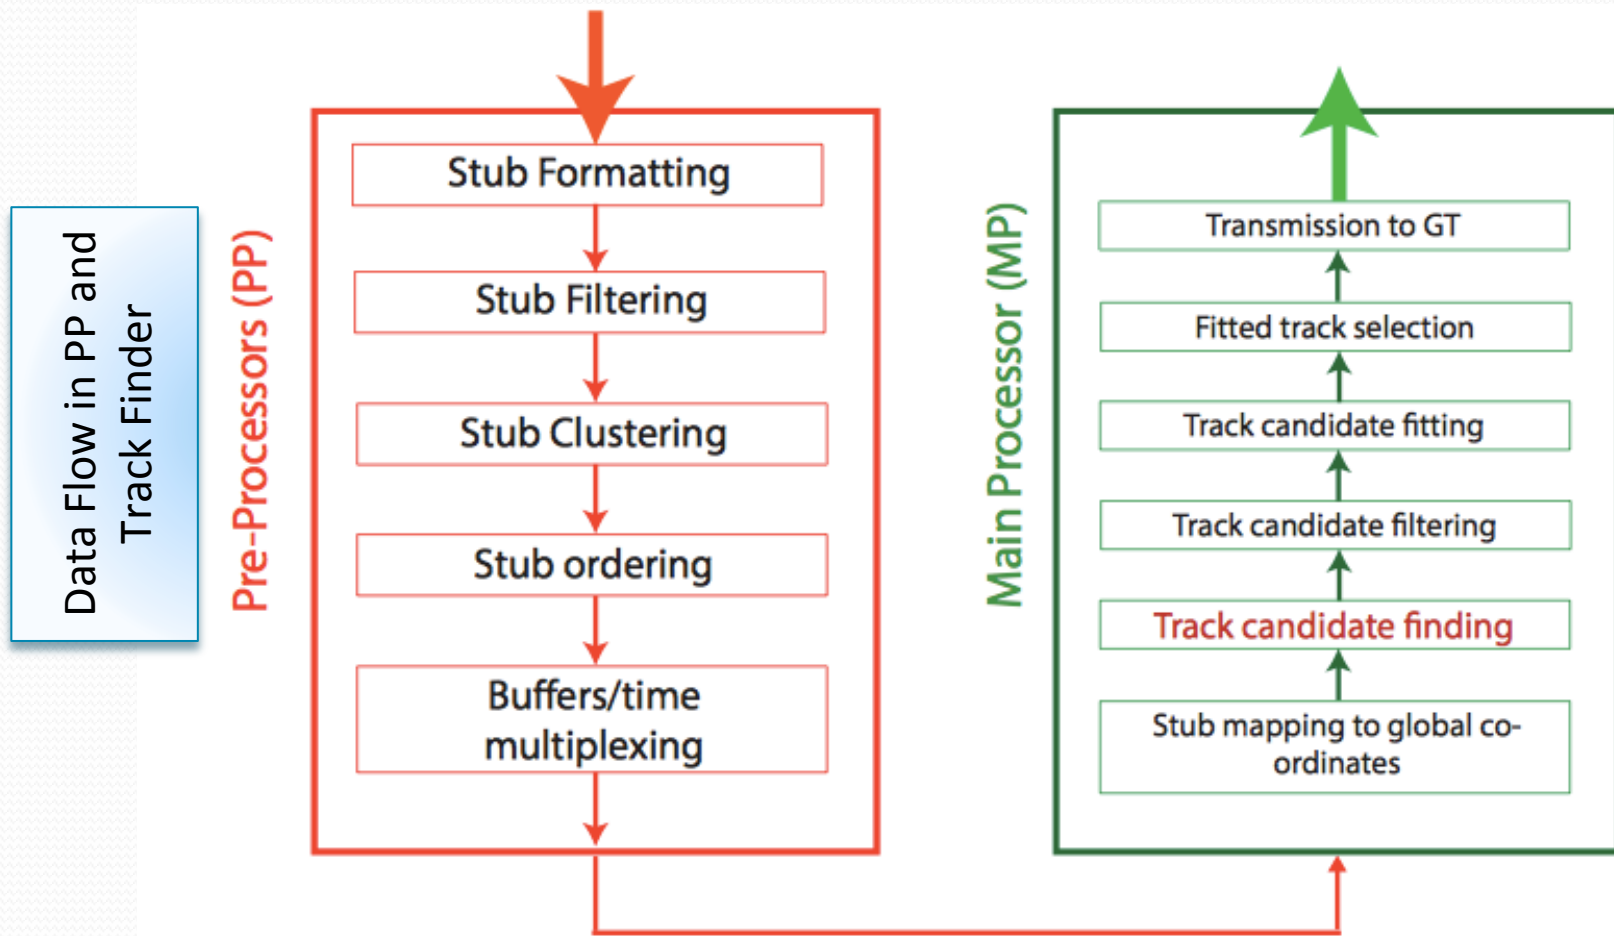 Data Flow in PP and
Track Finder
Pre-Processors (PP)
Stub Formatting
Stub Filtering
Stub Clustering
Stub ordering
Buffers/time
multiplexing
Main Processor (MP)
Transmission to GT
Fitted track selection
Track candidate fitting
Track candidate filtering
Track candidate finding
Stub mapping to global co-
ordinates